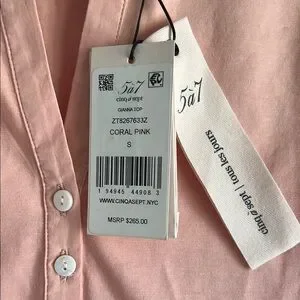 5à7
cinq à sept
GIANNA TOP
ZT8267633Z
CORAL PINK
S
1 94945 44908 3
WWW.CINQASEPT.NYC
MSRP $265.00
5à7
cinq à sept | tous les jours